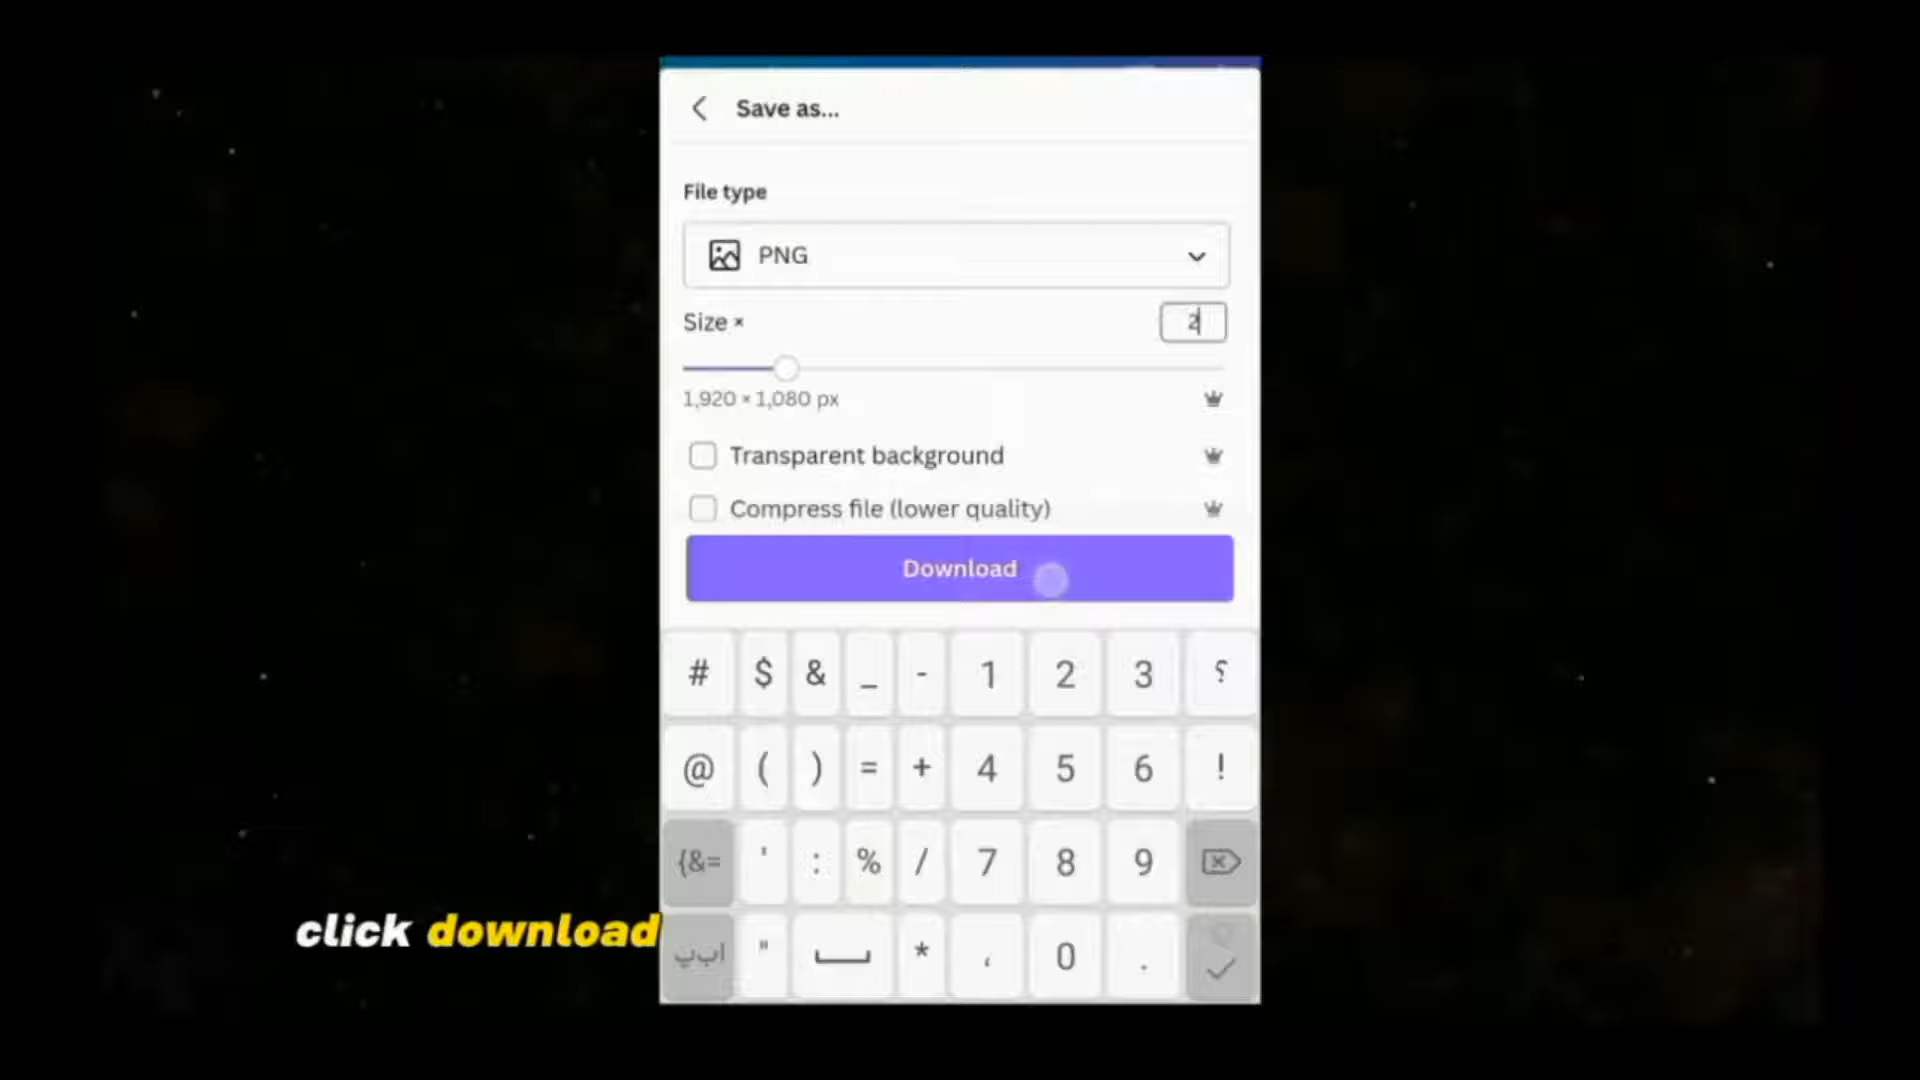 Save as...
File type
PNG
Size × 2
1,920 × 1,080 px
Transparent background
Compress file (lower quality)
Download
# $ & _ - 1 2 3 ؟
@ ( ) = + 4 5 6 !
{&= ' : % / 7 8 9
click download
اب‌پ " * ، 0 .